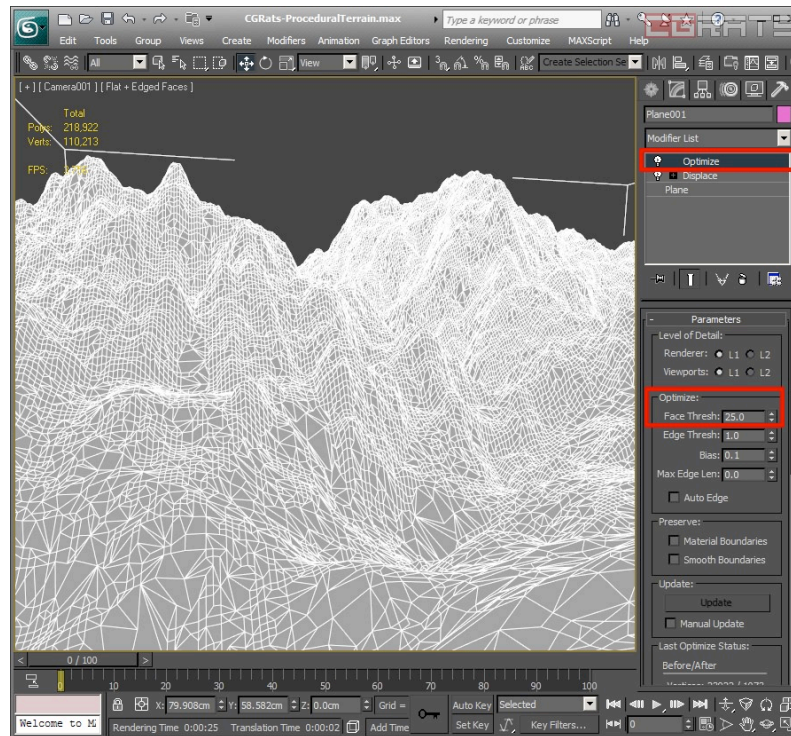 CGRats-ProceduralTerrain.max
Type a keyword or phrase
CGRATS
Edit Tools Group Views Create Modifiers Animation Graph Editors Rendering Customize MAXScript Help
All View Create Selection Se
[ + ] [ Camera001 ] [ Flat + Edged Faces ]
Total
Polys: 218,922
Verts: 110,213
FPS:
Plane001
Modifier List
Optimize
Displace
Plane
- Parameters
Level of Detail:
Renderer: L1 L2
Viewports: L1 L2
Optimize:
Face Thresh: 25.0
Edge Thresh: 1.0
Bias: 0.1
Max Edge Len: 0.0
Auto Edge
Preserve:
Material Boundaries
Smooth Boundaries
Update:
Update
Manual Update
Last Optimize Status:
Before/After
< 0 / 100 >
0 10 20 30 40 50 60 70 80 90 100
X: 79.908cm Y: 58.582cm Z: 0.0cm Grid = Auto Key Selected
Welcome to M Rendering Time 0:00:25 Translation Time 0:00:02 Add Time Set Key Key Filters... 0